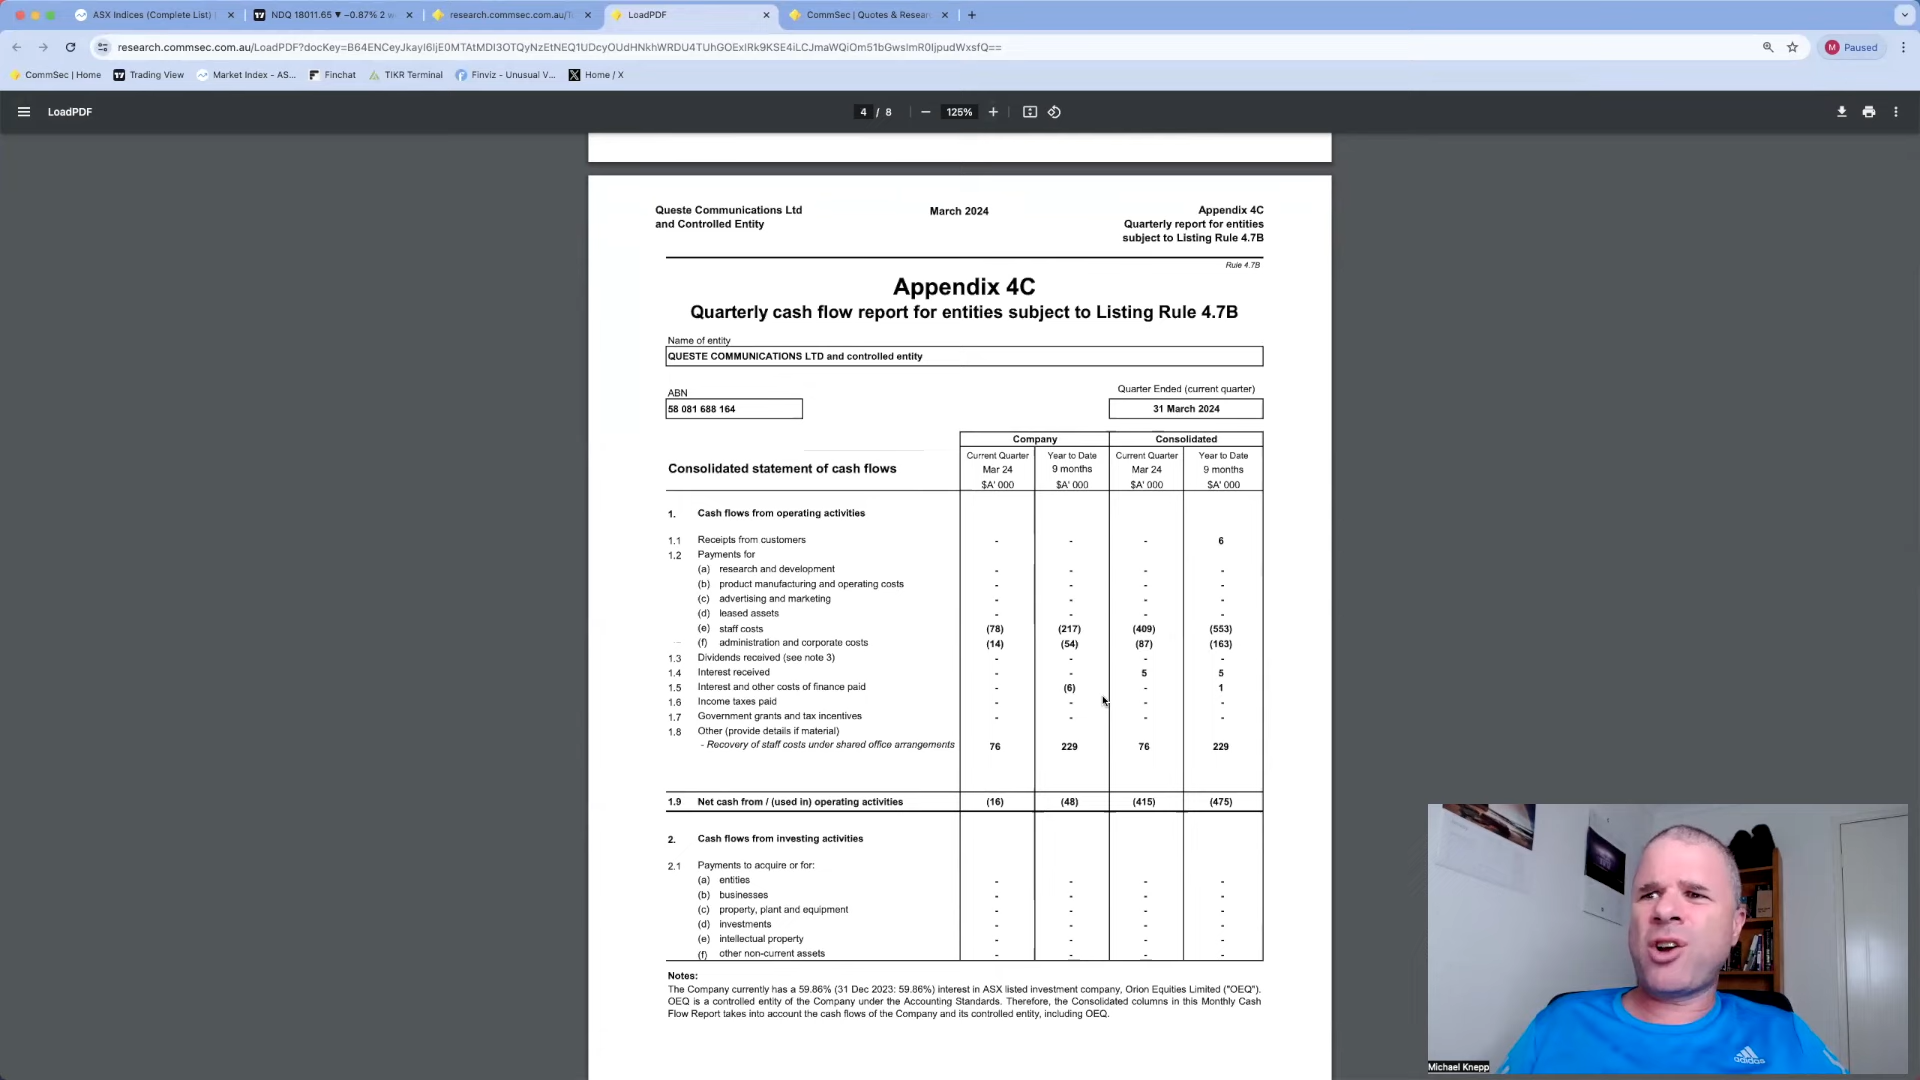 ASX Indices (Complete List)
NDQ 18011.65 ▼ −0.87% 2
research.commsec.com.au/
LoadPDF
CommSec | Quotes & Resear
research.commsec.com.au/
Paused
CommSec | Home
Trading View
Market Index - AS...
Finchat
TIKR Terminal
Finviz - Unusual V...
Home / X
LoadPDF
4 / 8
125%
Queste Communications Ltd
and Controlled Entity
March 2024
Appendix 4C
Quarterly report for entities
subject to Listing Rule 4.7B
Rule 4.7B
Appendix 4C
Quarterly cash flow report for entities subject to Listing Rule 4.7B
Name of entity
QUESTE COMMUNICATIONS LTD and controlled entity
ABN
Quarter Ended (current quarter)
58 081 688 164
31 March 2024
Company Consolidated
Current Quarter Year to Date Current Quarter Year to Date
Consolidated statement of cash flows Mar 24 9 months Mar 24 9 months
$A' 000 $A' 000 $A' 000 $A' 000
1. Cash flows from operating activities
1.1 Receipts from customers - - - 6
1.2 Payments for
(a) research and development - - - -
(b) product manufacturing and operating costs - - - -
(c) advertising and marketing - - - -
(d) leased assets - - - -
(e) staff costs (78) (217) (409) (553)
(f) administration and corporate costs (14) (54) (87) (163)
1.3 Dividends received (see note 3) - - - -
1.4 Interest received - - 5 5
1.5 Interest and other costs of finance paid - (6) - 1
1.6 Income taxes paid - - - -
1.7 Government grants and tax incentives - - - -
1.8 Other (provide details if material)
- Recovery of staff costs under shared office arrangements 76 229 76 229
1.9 Net cash from / (used in) operating activities (16) (48) (415) (475)
2. Cash flows from investing activities
2.1 Payments to acquire or for:
(a) entities - - - -
(b) businesses - - - -
(c) property, plant and equipment - - - -
(d) investments - - - -
(e) intellectual property - - - -
(f) other non-current assets - - - -
Notes:
The Company currently has a 59.86% (31 Dec 2023: 59.86%) interest in ASX listed investment company, Orion Equities Limited ("OEQ").
OEQ is a controlled entity of the Company under the Accounting Standards. Therefore, the Consolidated columns in this Monthly Cash
Flow Report takes into account the cash flows of the Company and its controlled entity, including OEQ.
adidas
Michael Knepp